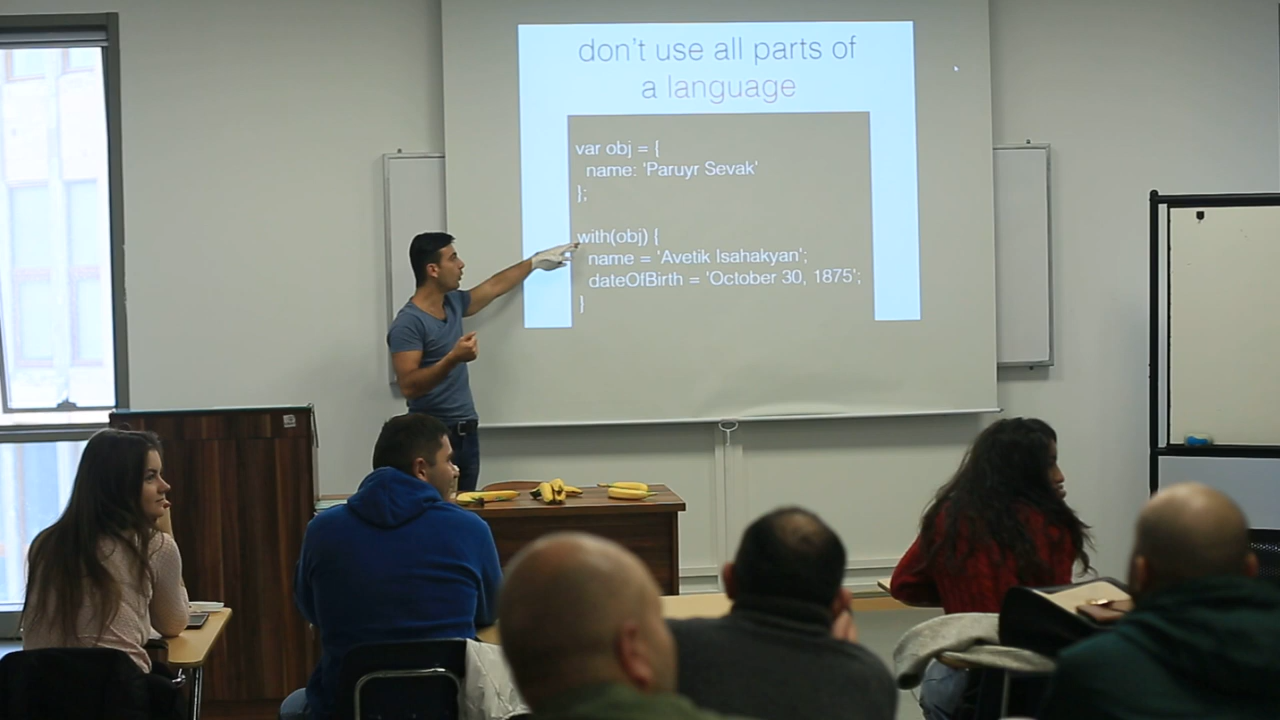 don't use all parts of
a language
var obj = {
name: 'Paruyr Sevak'
};
with(obj) {
name = 'Avetik Isahakyan';
dateOfBirth = 'October 30, 1875';
}